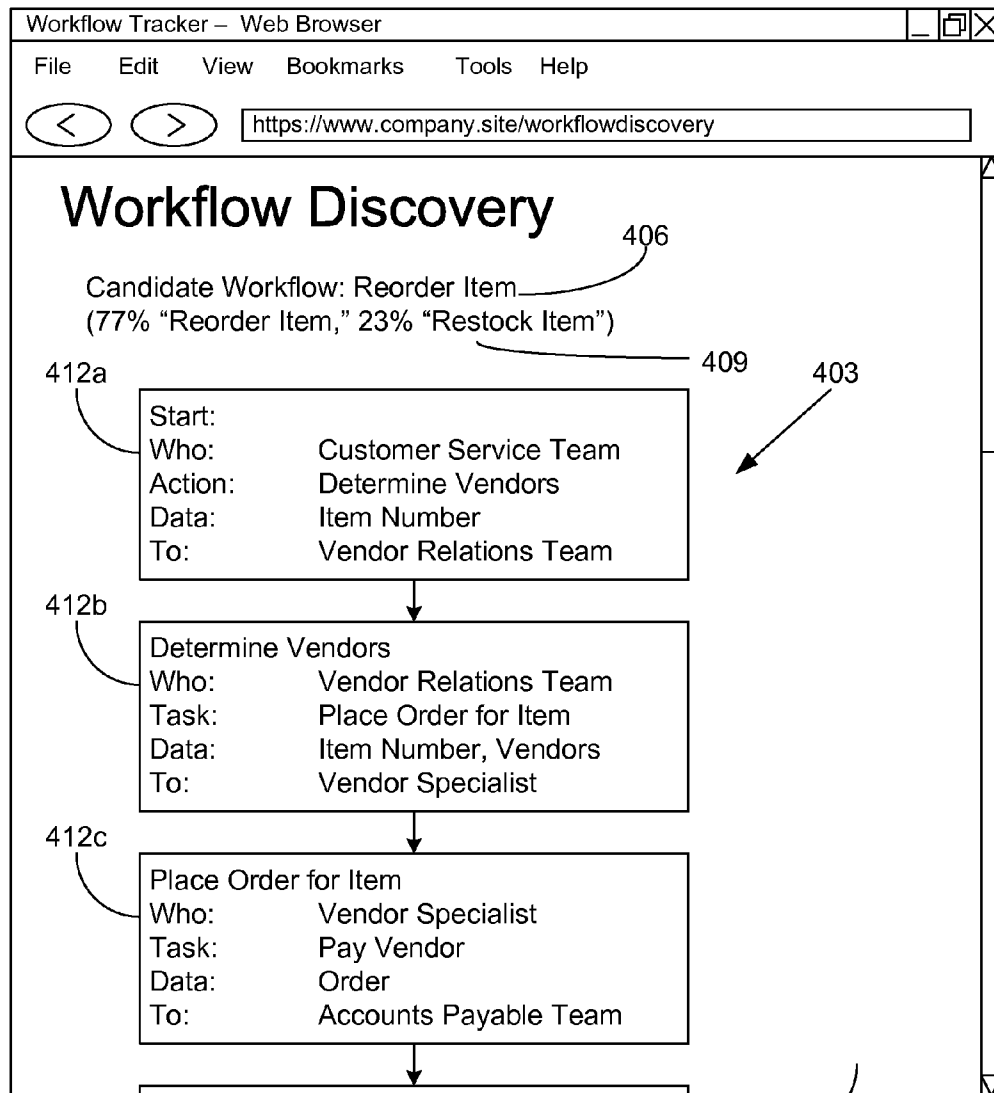 Workflow Tracker – Web Browser
File Edit View Bookmarks Tools Help
< >
https://www.company.site/workflowdiscovery
Workflow Discovery
406
Candidate Workflow: Reorder Item
(77% “Reorder Item,” 23% “Restock Item”)
409
403
412a
Start:
Who: Customer Service Team
Action: Determine Vendors
Data: Item Number
To: Vendor Relations Team
412b
Determine Vendors
Who: Vendor Relations Team
Task: Place Order for Item
Data: Item Number, Vendors
To: Vendor Specialist
412c
Place Order for Item
Who: Vendor Specialist
Task: Pay Vendor
Data: Order
To: Accounts Payable Team